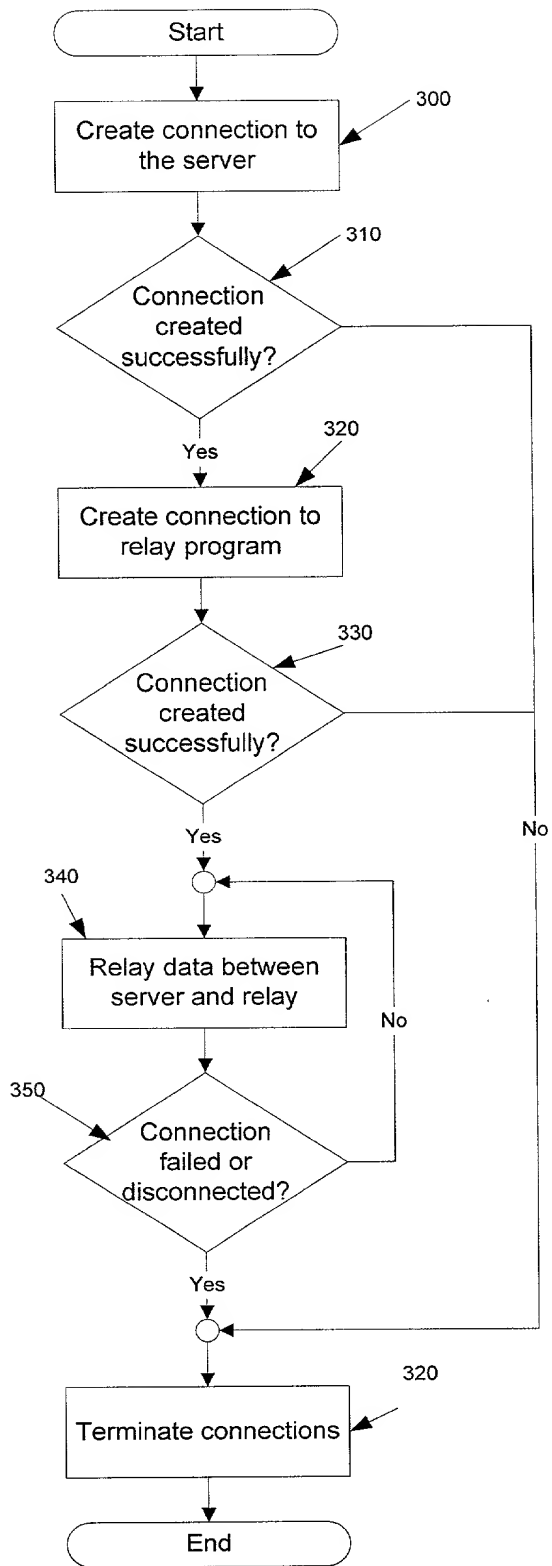 Start
300
Create connection to
the server
310
Connection
created
successfully?
Yes
320
Create connection to
relay program
330
Connection
created
successfully?
Yes
No
340
Relay data between
server and relay
No
350
Connection
failed or
disconnected?
Yes
320
Terminate connections
End